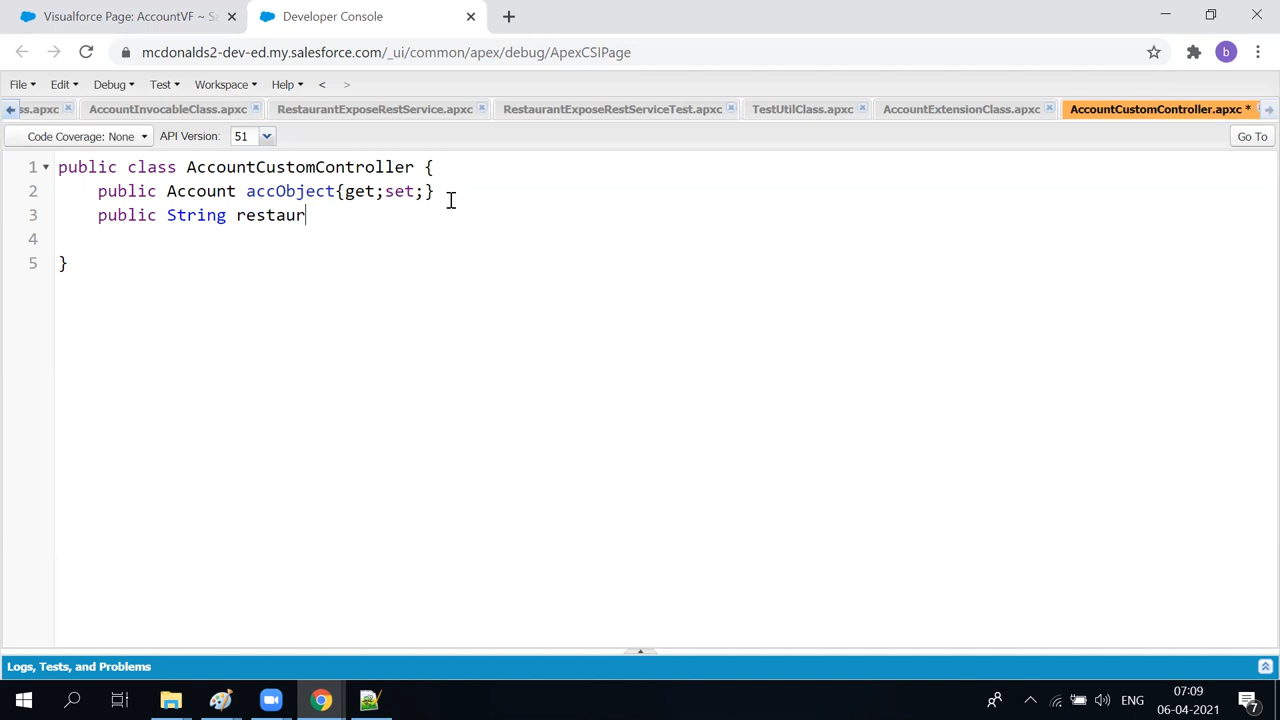 Visualforce Page: AccountVF ~ Sa
Developer Console
mcdonalds2-dev-ed.my.salesforce.com/_ui/common/apex/debug/ApexCSIPage
b
File Edit Debug Test Workspace Help < >
ss.apxc AccountInvocableClass.apxc RestaurantExposeRestService.apxc RestaurantExposeRestServiceTest.apxc TestUtilClass.apxc AccountExtensionClass.apxc AccountCustomController.apxc *
Code Coverage: None API Version: 51 Go To
1 public class AccountCustomController {
2 public Account accObject{get;set;}
3 public String restaur
4
5 }
Logs, Tests, and Problems
ENG
07:09
06-04-2021
7